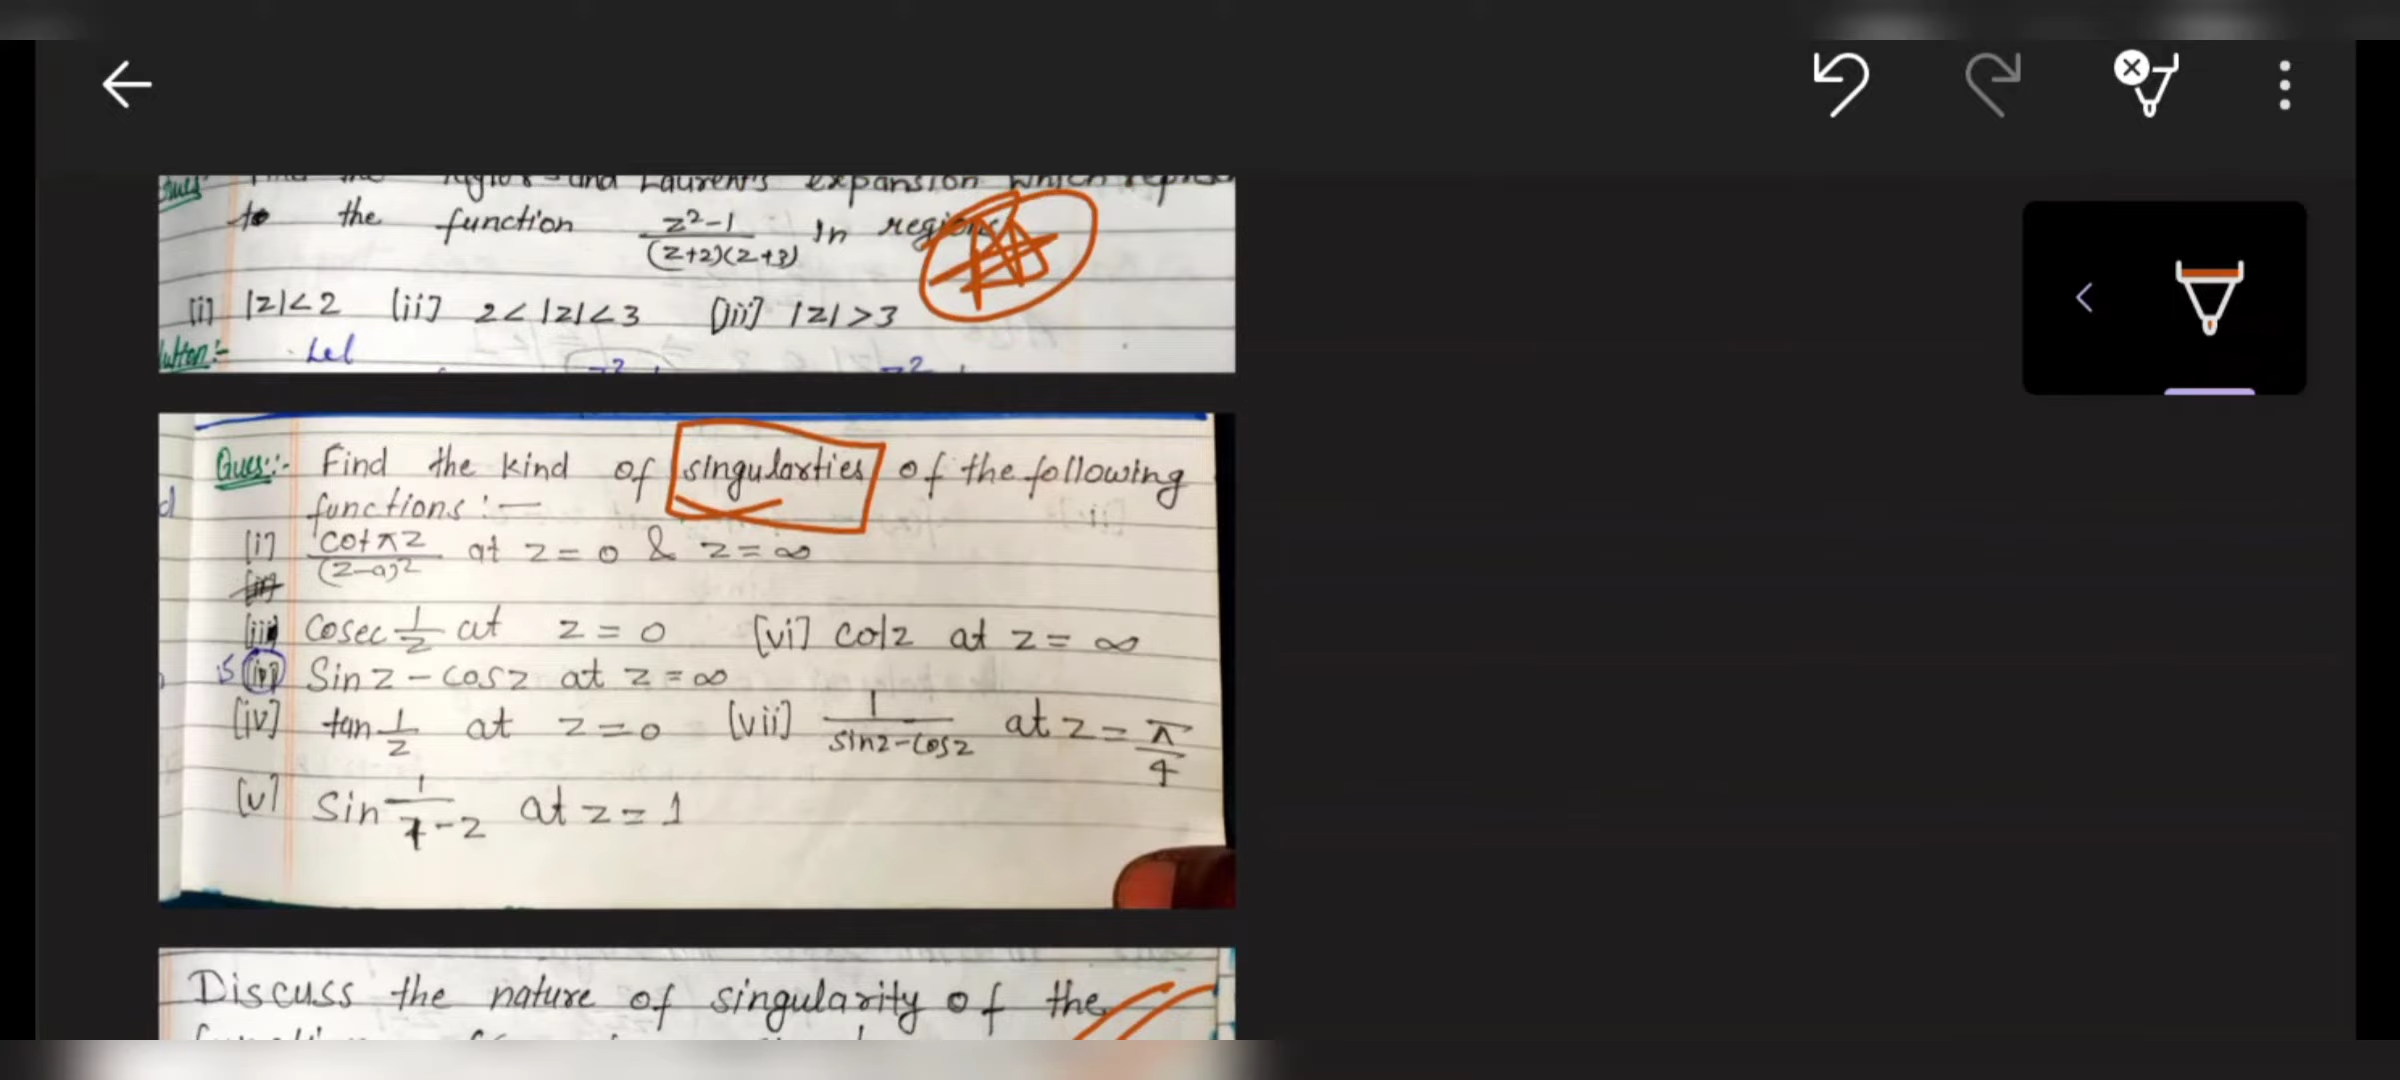 Ques:
to the function z²-1 / (z+2)(z+3) in regions
[i] |z|<2 [ii] 2<|z|<3 [iii] |z|>3
lution:- Let
Ques:- Find the kind of singularties of the following
functions:—
[i] cotπz / (z-a)² at z=0 & z=∞
[ii] cosec 1/z at z=0 [vi] cotz at z=∞
Sinz-cosz at z=∞
[iv] tan 1/z at z=0 [vii] 1 / sinz-cosz at z=π/4
[v] Sin 1/1-z at z=1
Discuss the nature of singularity of the